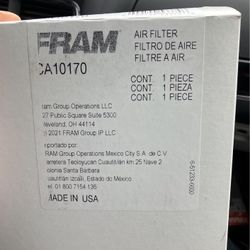 FRAM
AIR FILTER
FILTRO DE AIRE
FILTRE A AIR
CA10170
CONT. 1 PIECE
CONT. 1 PIEZA
CONT. 1 PIECE
ram Group Operations LLC
27 Public Square Suite 5300
leveland, OH 44114
2021 Fram Group IP LLC
portado por:
FRAM Group Operations Mexico City S.A. de C.V
arretera Teoloyucan Cuautitlán km 25 Nave 2
olonia Santa Bárbara
uautitlán Izcalli, Estado de México
el. 01 800 7154 135
MADE IN USA